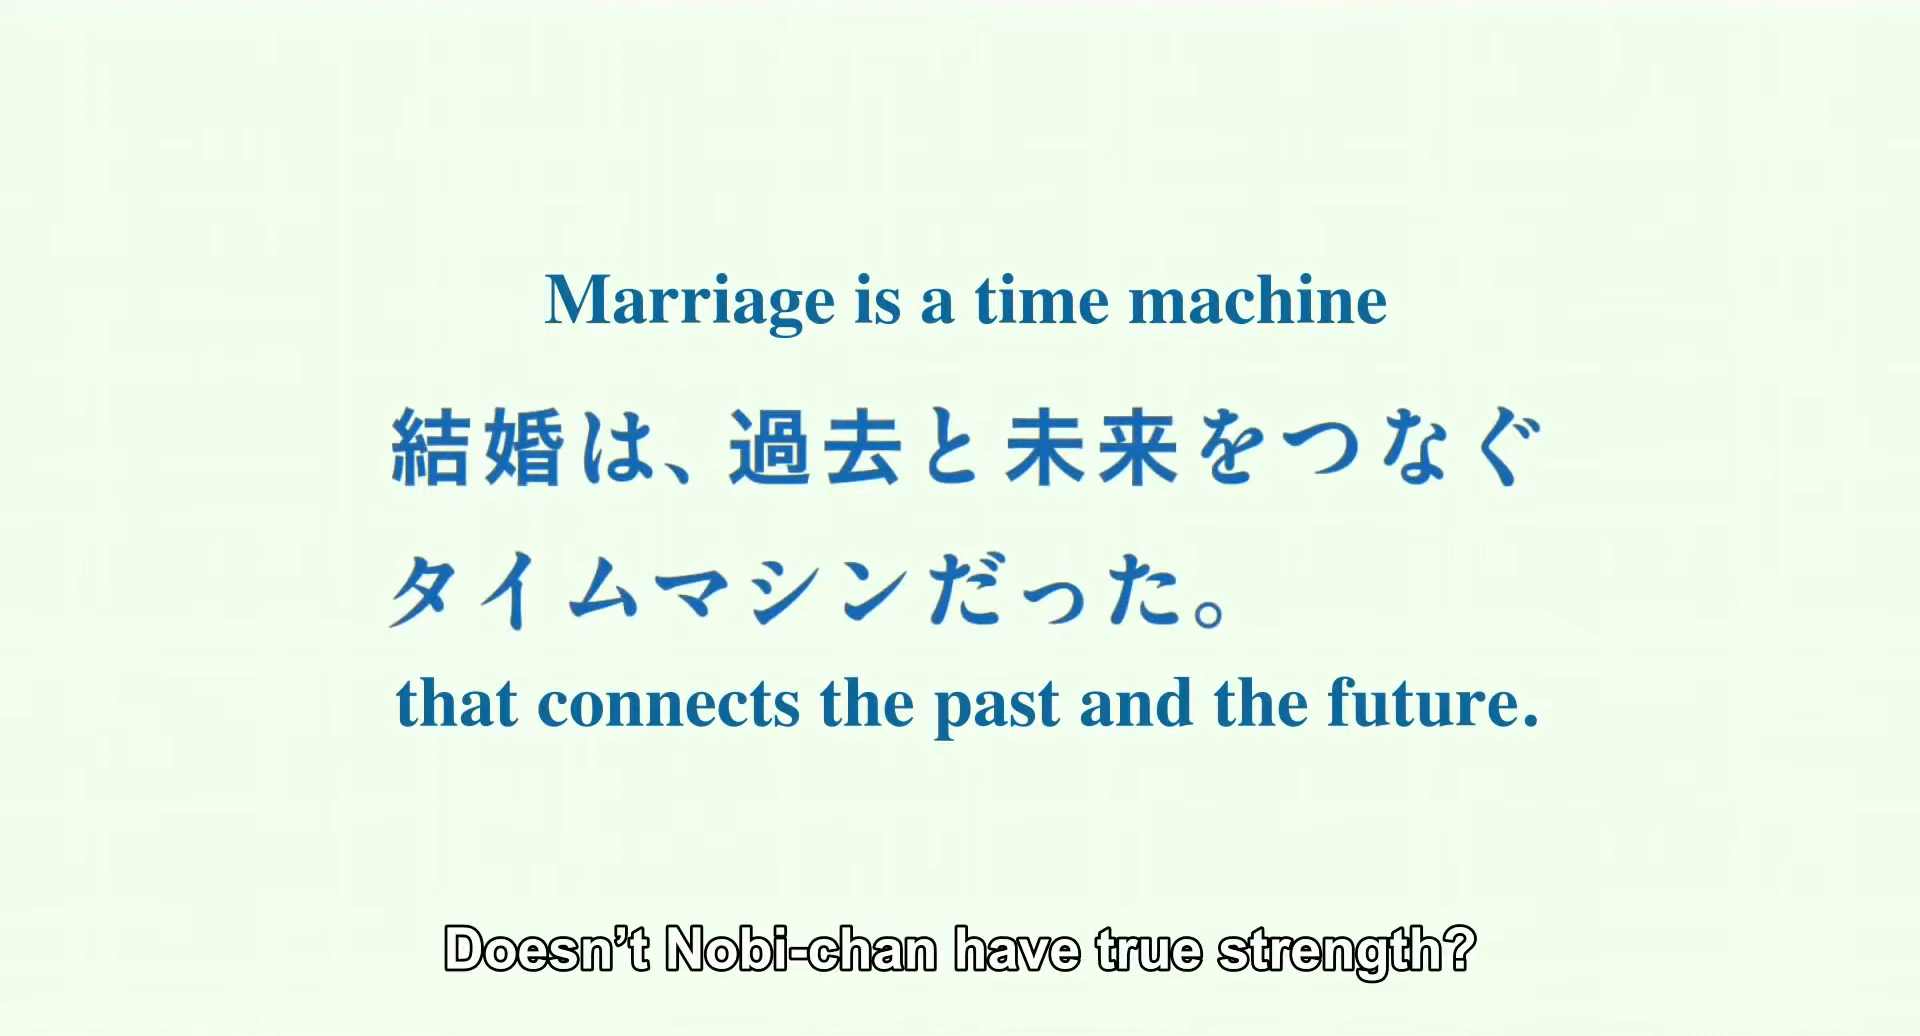 Marriage is a time machine
結婚は、過去と未来をつなぐ
タイムマシンだった。
that connects the past and the future.
Doesn't Nobi-chan have true strength?